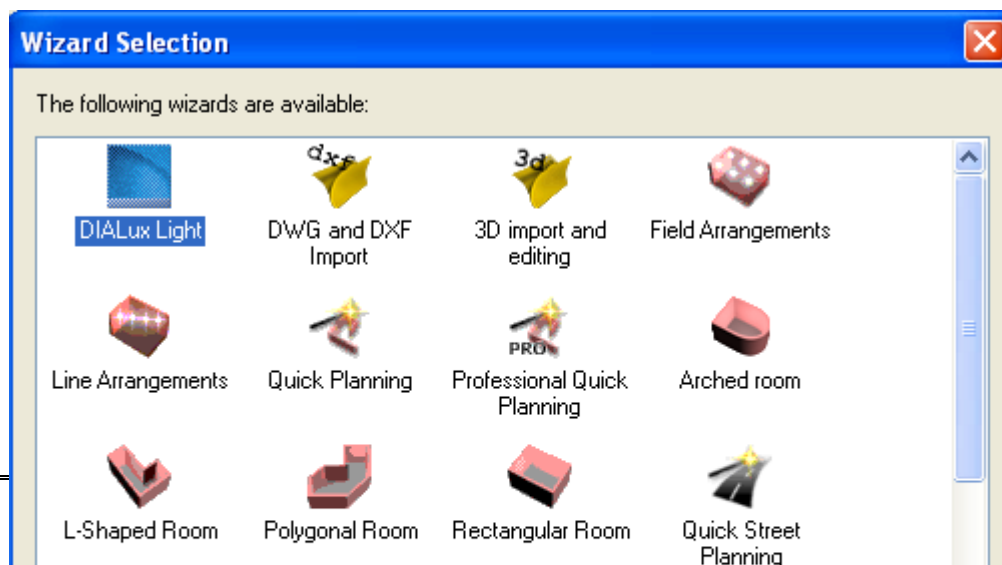 Wizard Selection
The following wizards are available:
dxf
3d
DIALux Light
DWG and DXF
Import
3D import and
editing
Field Arrangements
PRO
Line Arrangements
Quick Planning
Professional Quick
Planning
Arched room
L-Shaped Room
Polygonal Room
Rectangular Room
Quick Street
Planning